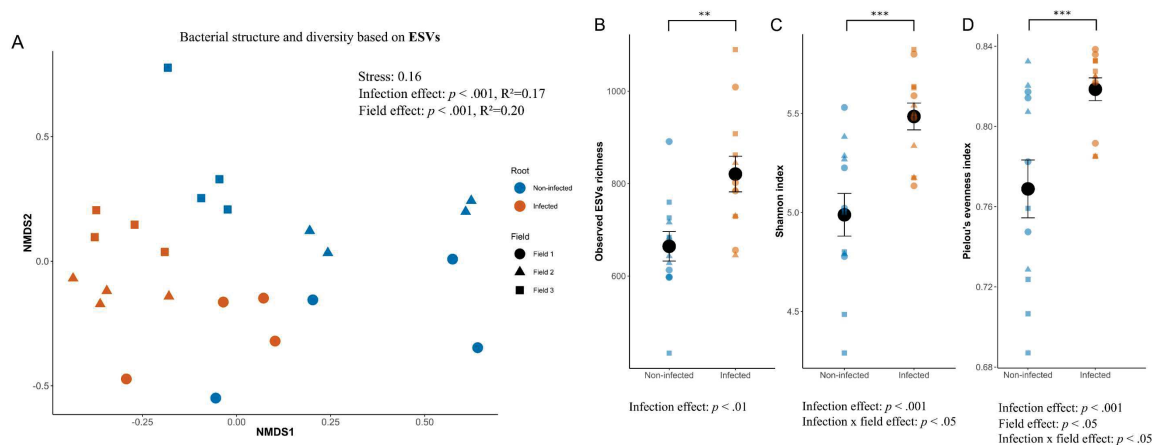 A
Bacterial structure and diversity based on ESVs
Stress: 0.16
Infection effect: p < .001, R²=0.17
Field effect: p < .001, R²=0.20
NMDS2
0.5
0.0
-0.5
-0.25
0.00
0.25
0.50
NMDS1
Root
Non-infected
Infected
Field
Field 1
Field 2
Field 3
B
**
Observed ESVs richness
1000
800
600
Non-infected
Infected
Infection effect: p < .01
C
***
Shannon index
5.5
5.0
4.5
Non-infected
Infected
Infection effect: p < .001
Infection x field effect: p < .05
D
***
Pielou's evenness index
0.84
0.80
0.76
0.72
0.68
Non-infected
Infected
Infection effect: p < .001
Field effect: p < .05
Infection x field effect: p < .05